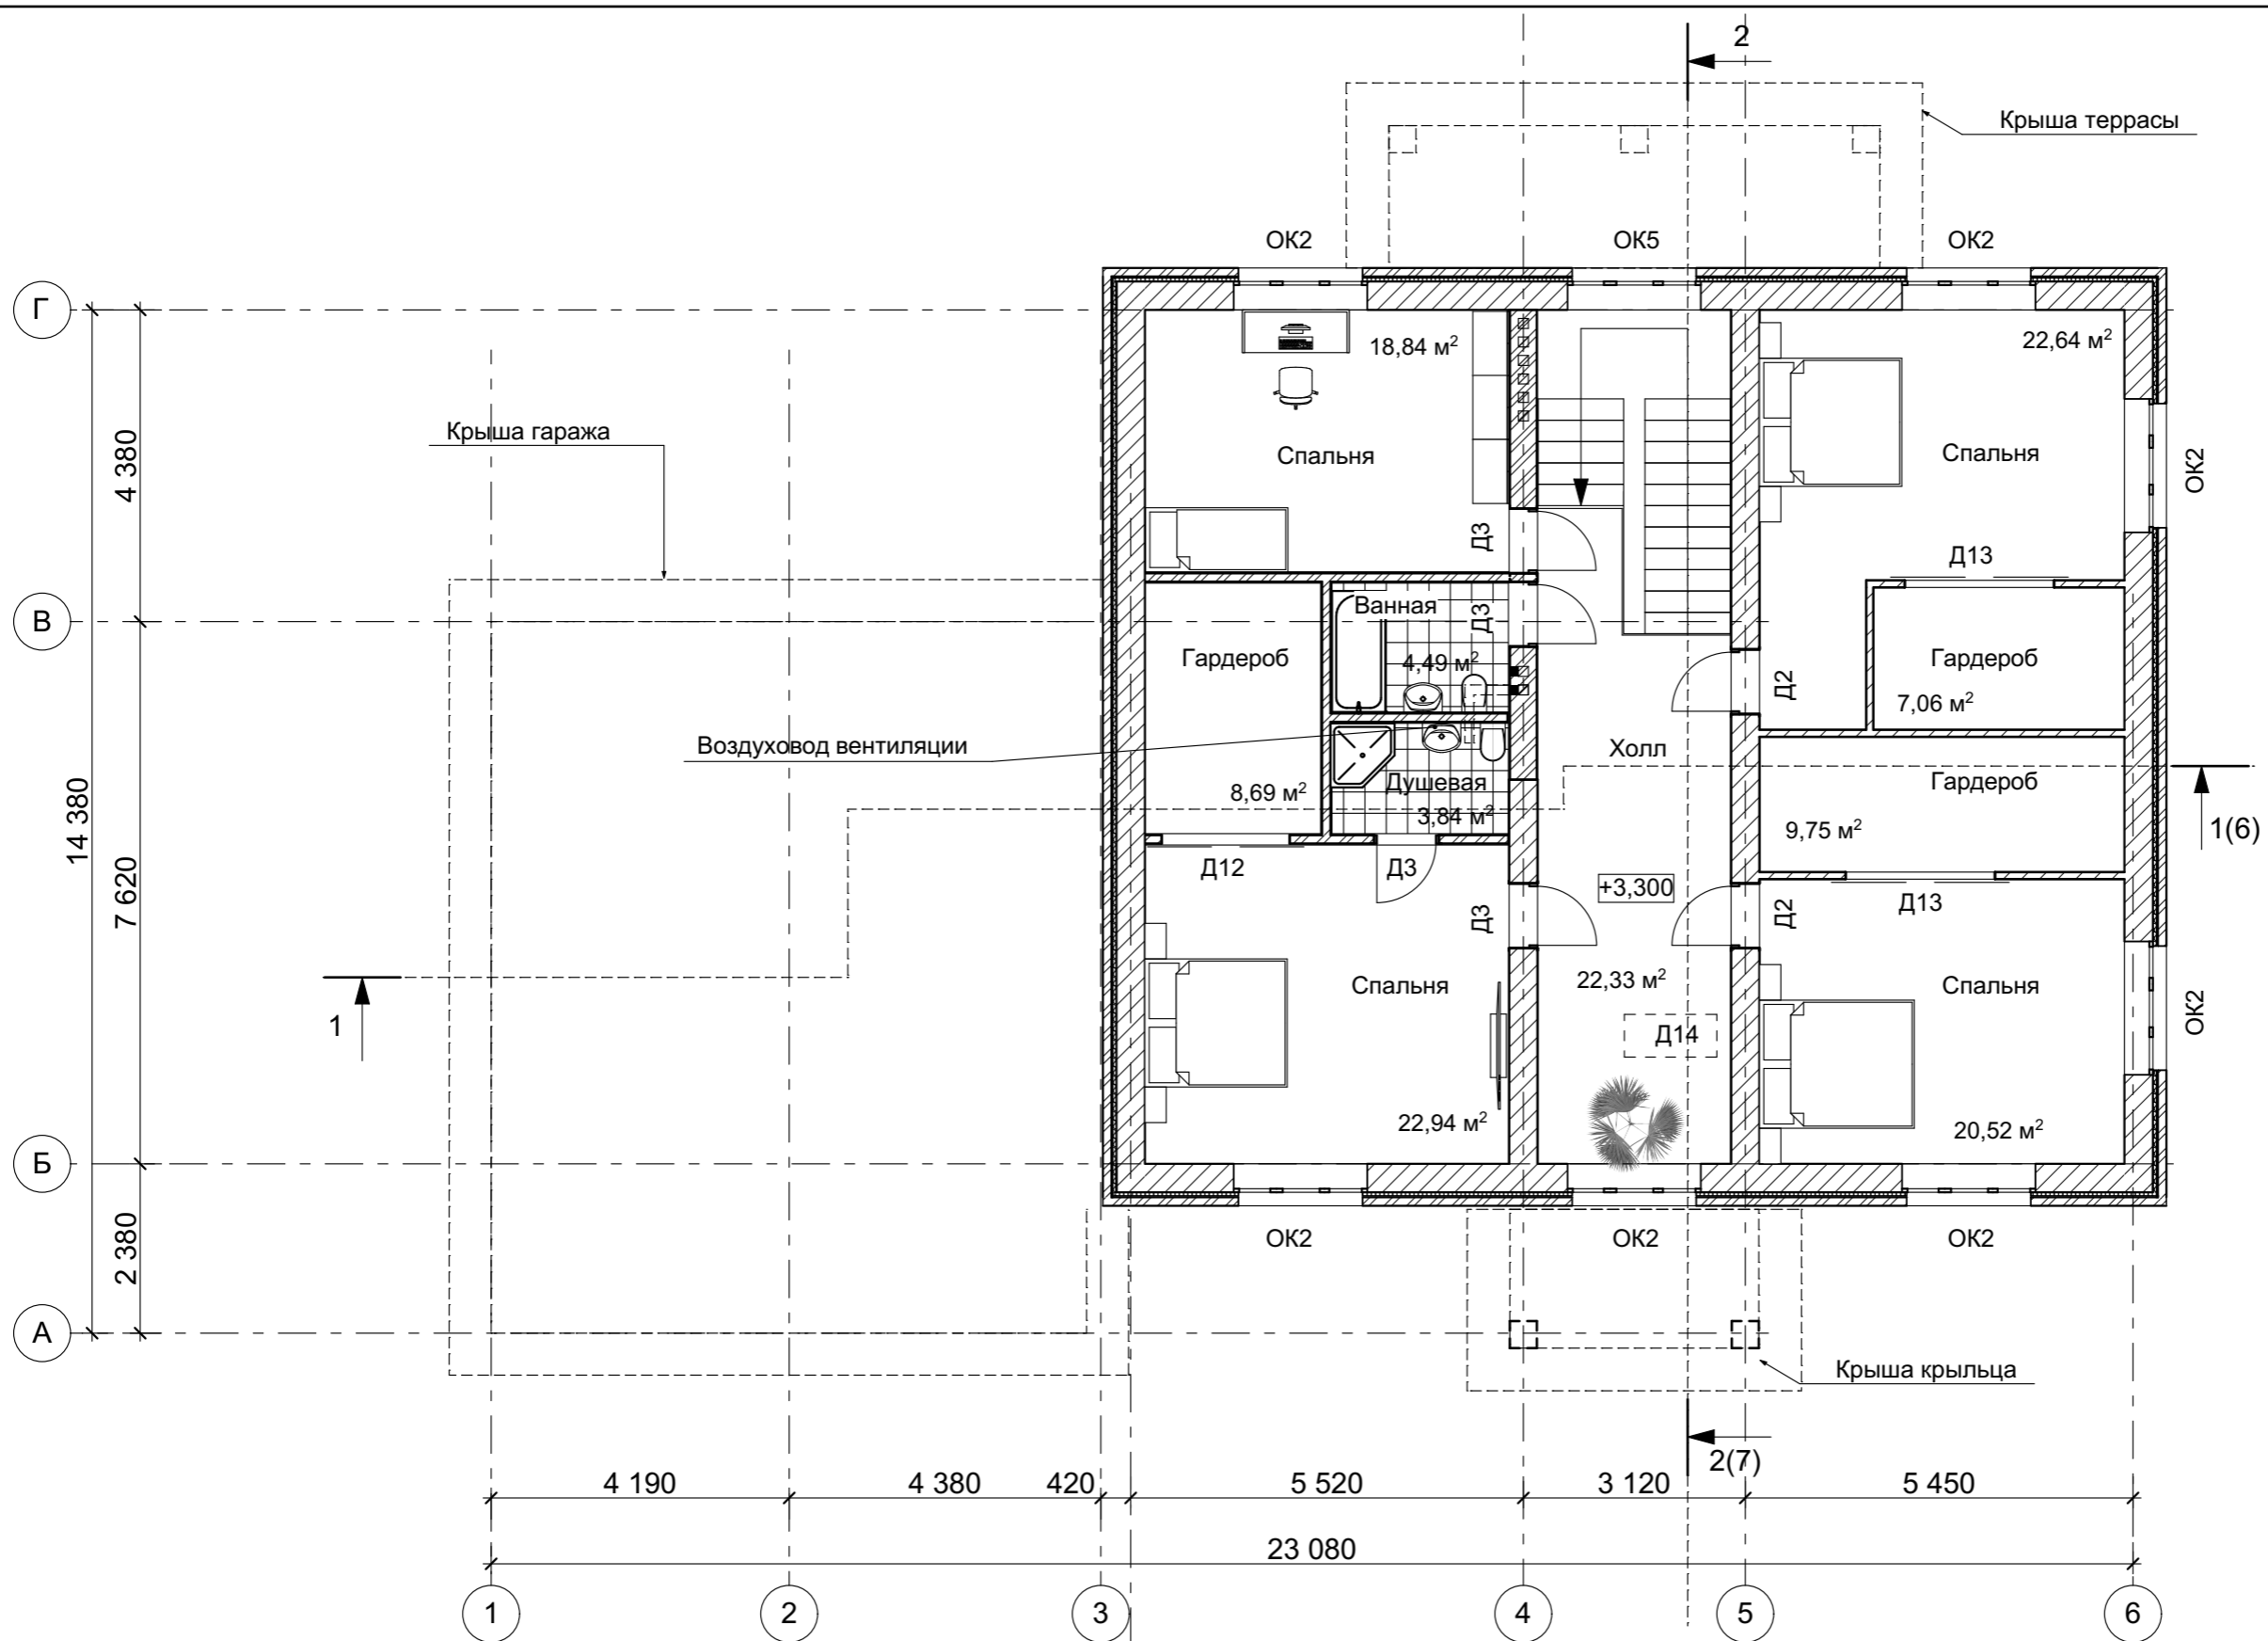 2
Крыша террасы
ОК2
ОК5
ОК2
Г
18,84 м²
22,64 м²
Крыша гаража
4 380
Спальня
Спальня
ОК2
Д3
Д13
В
Ванная
Д3
Гардероб
4,49 м²
Гардероб
Д2
7,06 м²
Воздуховод вентиляции
Холл
Гардероб
8,69 м²
Душевая
3,84 м²
9,75 м²
1(6)
14 380
7 620
Д12
Д3
+3,300
Д3
Д2
Д13
Спальня
22,33 м²
Спальня
ОК2
1
Д14
22,94 м²
20,52 м²
Б
2 380
ОК2
ОК2
ОК2
А
Крыша крыльца
2(7)
4 190
4 380
420
5 520
3 120
5 450
23 080
1
2
3
4
5
6